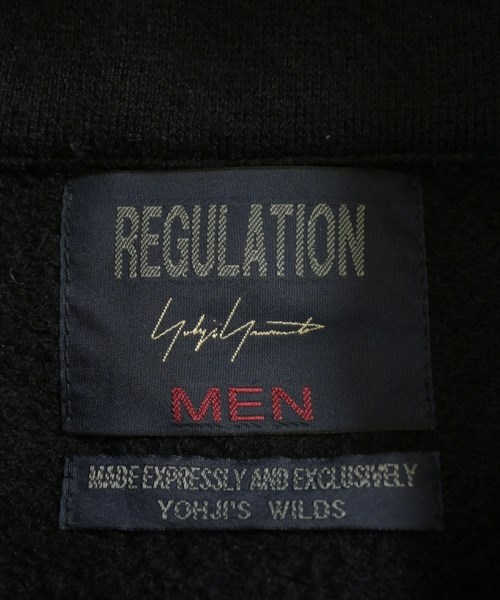 REGULATION
Yohji Yamamoto
MEN
MADE EXPRESSLY AND EXCLUSIVELY
YOHJI'S WILDS